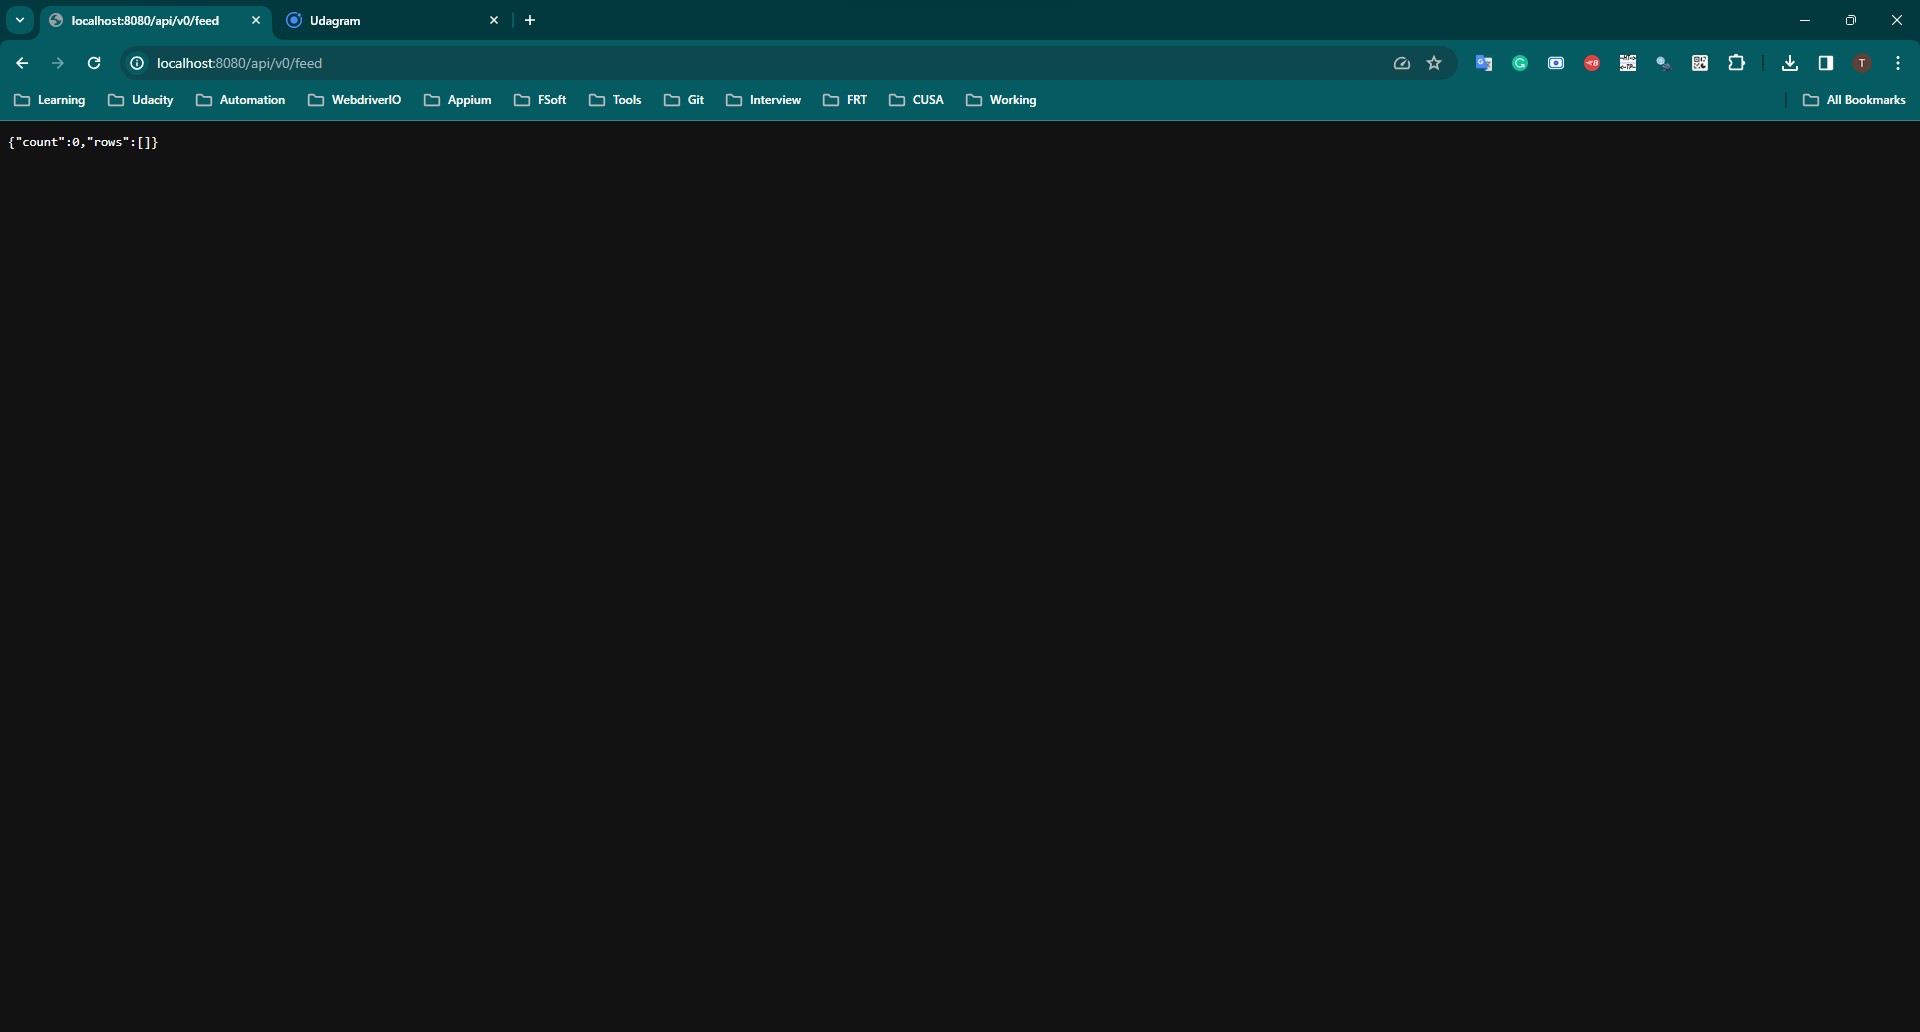 localhost:8080/api/v0/feed
Udagram
localhost:8080/api/v0/feed
T
Learning
Udacity
Automation
WebdriverIO
Appium
FSoft
Tools
Git
Interview
FRT
CUSA
Working
All Bookmarks
{"count":0,"rows":[]}